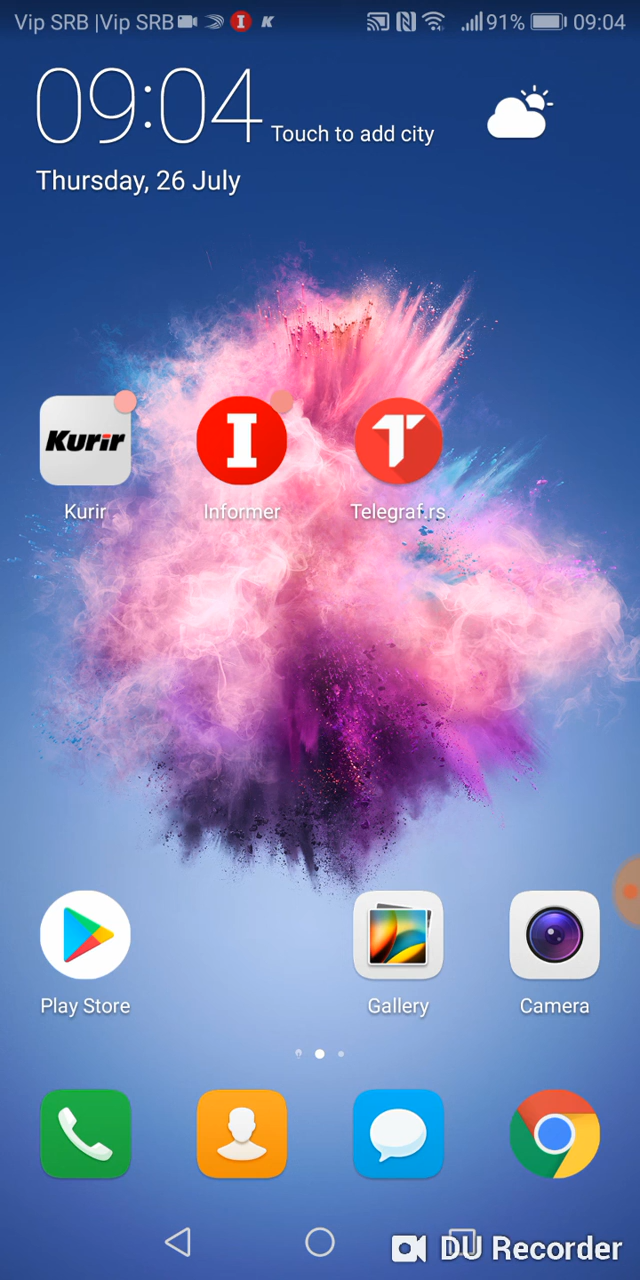 Vip SRB |Vip SRB 91% 09:04
09:04 Touch to add city
Thursday, 26 July
Kurir
I
T
Kurir
Informer
Telegraf.rs
Play Store
Gallery
Camera
DU Recorder